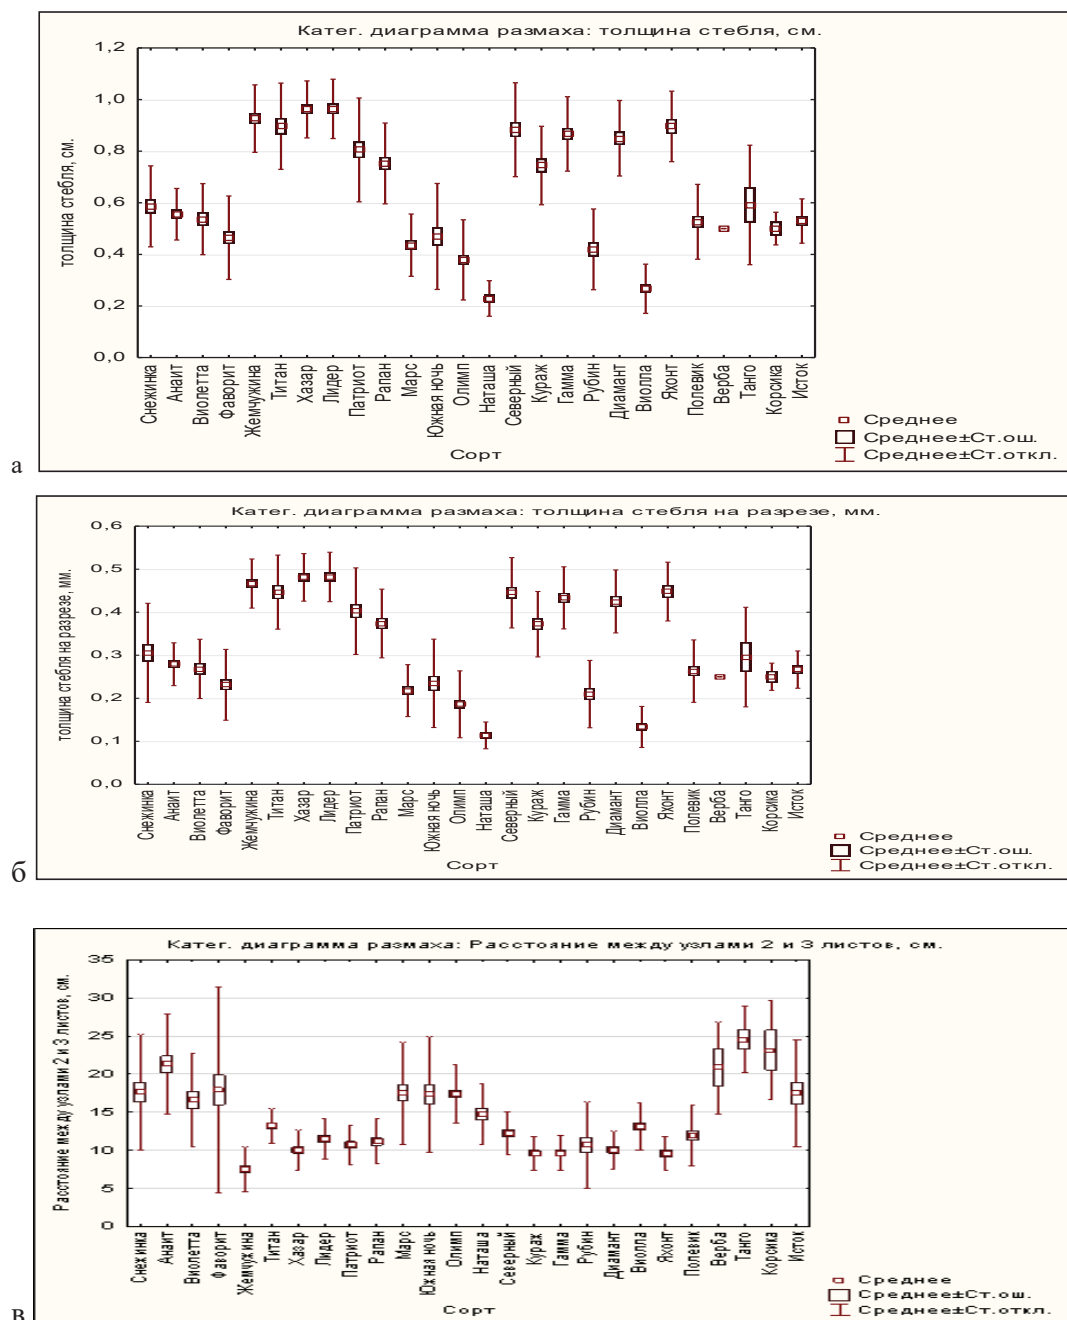 Катег. диаграмма размаха: толщина стебля, см.
1,2
1,0
0,8
0,6
0,4
0,2
0,0
толщина стебля, см.
Снежинка
Анаит
Виолетта
Фаворит
Жемчужина
Титан
Хазар
Лидер
Патриот
Рапан
Марс
Южная ночь
Олимп
Наташа
Северный
Кураж
Гамма
Рубин
Диамант
Виолла
Яхонт
Полевик
Верба
Танго
Корсика
Исток
Сорт
Среднее
Среднее±Ст.ош.
Среднее±Ст.откл.
а
Катег. диаграмма размаха: толщина стебля на разрезе, мм.
0,6
0,5
0,4
0,3
0,2
0,1
0,0
толщина стебля на разрезе, мм.
Снежинка
Анаит
Виолетта
Фаворит
Жемчужина
Титан
Хазар
Лидер
Патриот
Рапан
Марс
Южная ночь
Олимп
Наташа
Северный
Кураж
Гамма
Рубин
Диамант
Виолла
Яхонт
Полевик
Верба
Танго
Корсика
Исток
Сорт
Среднее
Среднее±Ст.ош.
Среднее±Ст.откл.
б
Катег. диаграмма размаха: Расстояние между узлами 2 и 3 листов, см.
35
30
25
20
15
10
5
0
Расстояние между узлами 2 и 3 листов, см.
Снежинка
Анаит
Виолетта
Фаворит
Жемчужина
Титан
Хазар
Лидер
Патриот
Рапан
Марс
Южная ночь
Олимп
Наташа
Северный
Кураж
Гамма
Рубин
Диамант
Виолла
Яхонт
Полевик
Верба
Танго
Корсика
Исток
Сорт
Среднее
Среднее±Ст.ош.
Среднее±Ст.откл.
в